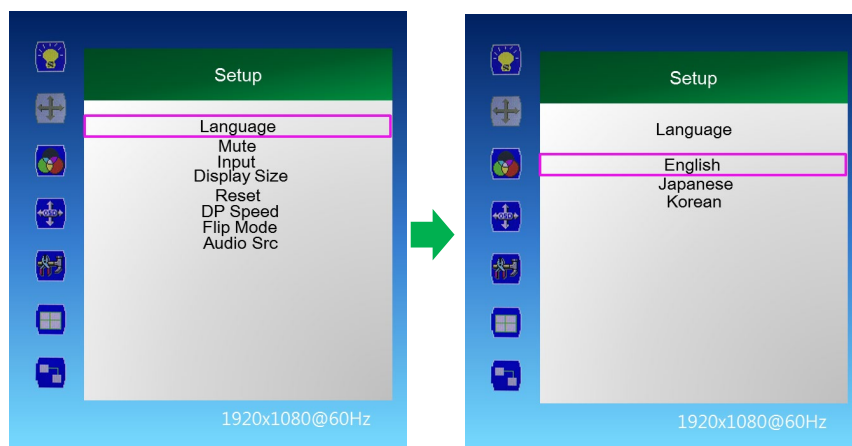 Setup
Language
Mute
Input
Display Size
Reset
DP Speed
Flip Mode
Audio Src
1920x1080@60Hz
Setup
Language
English
Japanese
Korean
1920x1080@60Hz